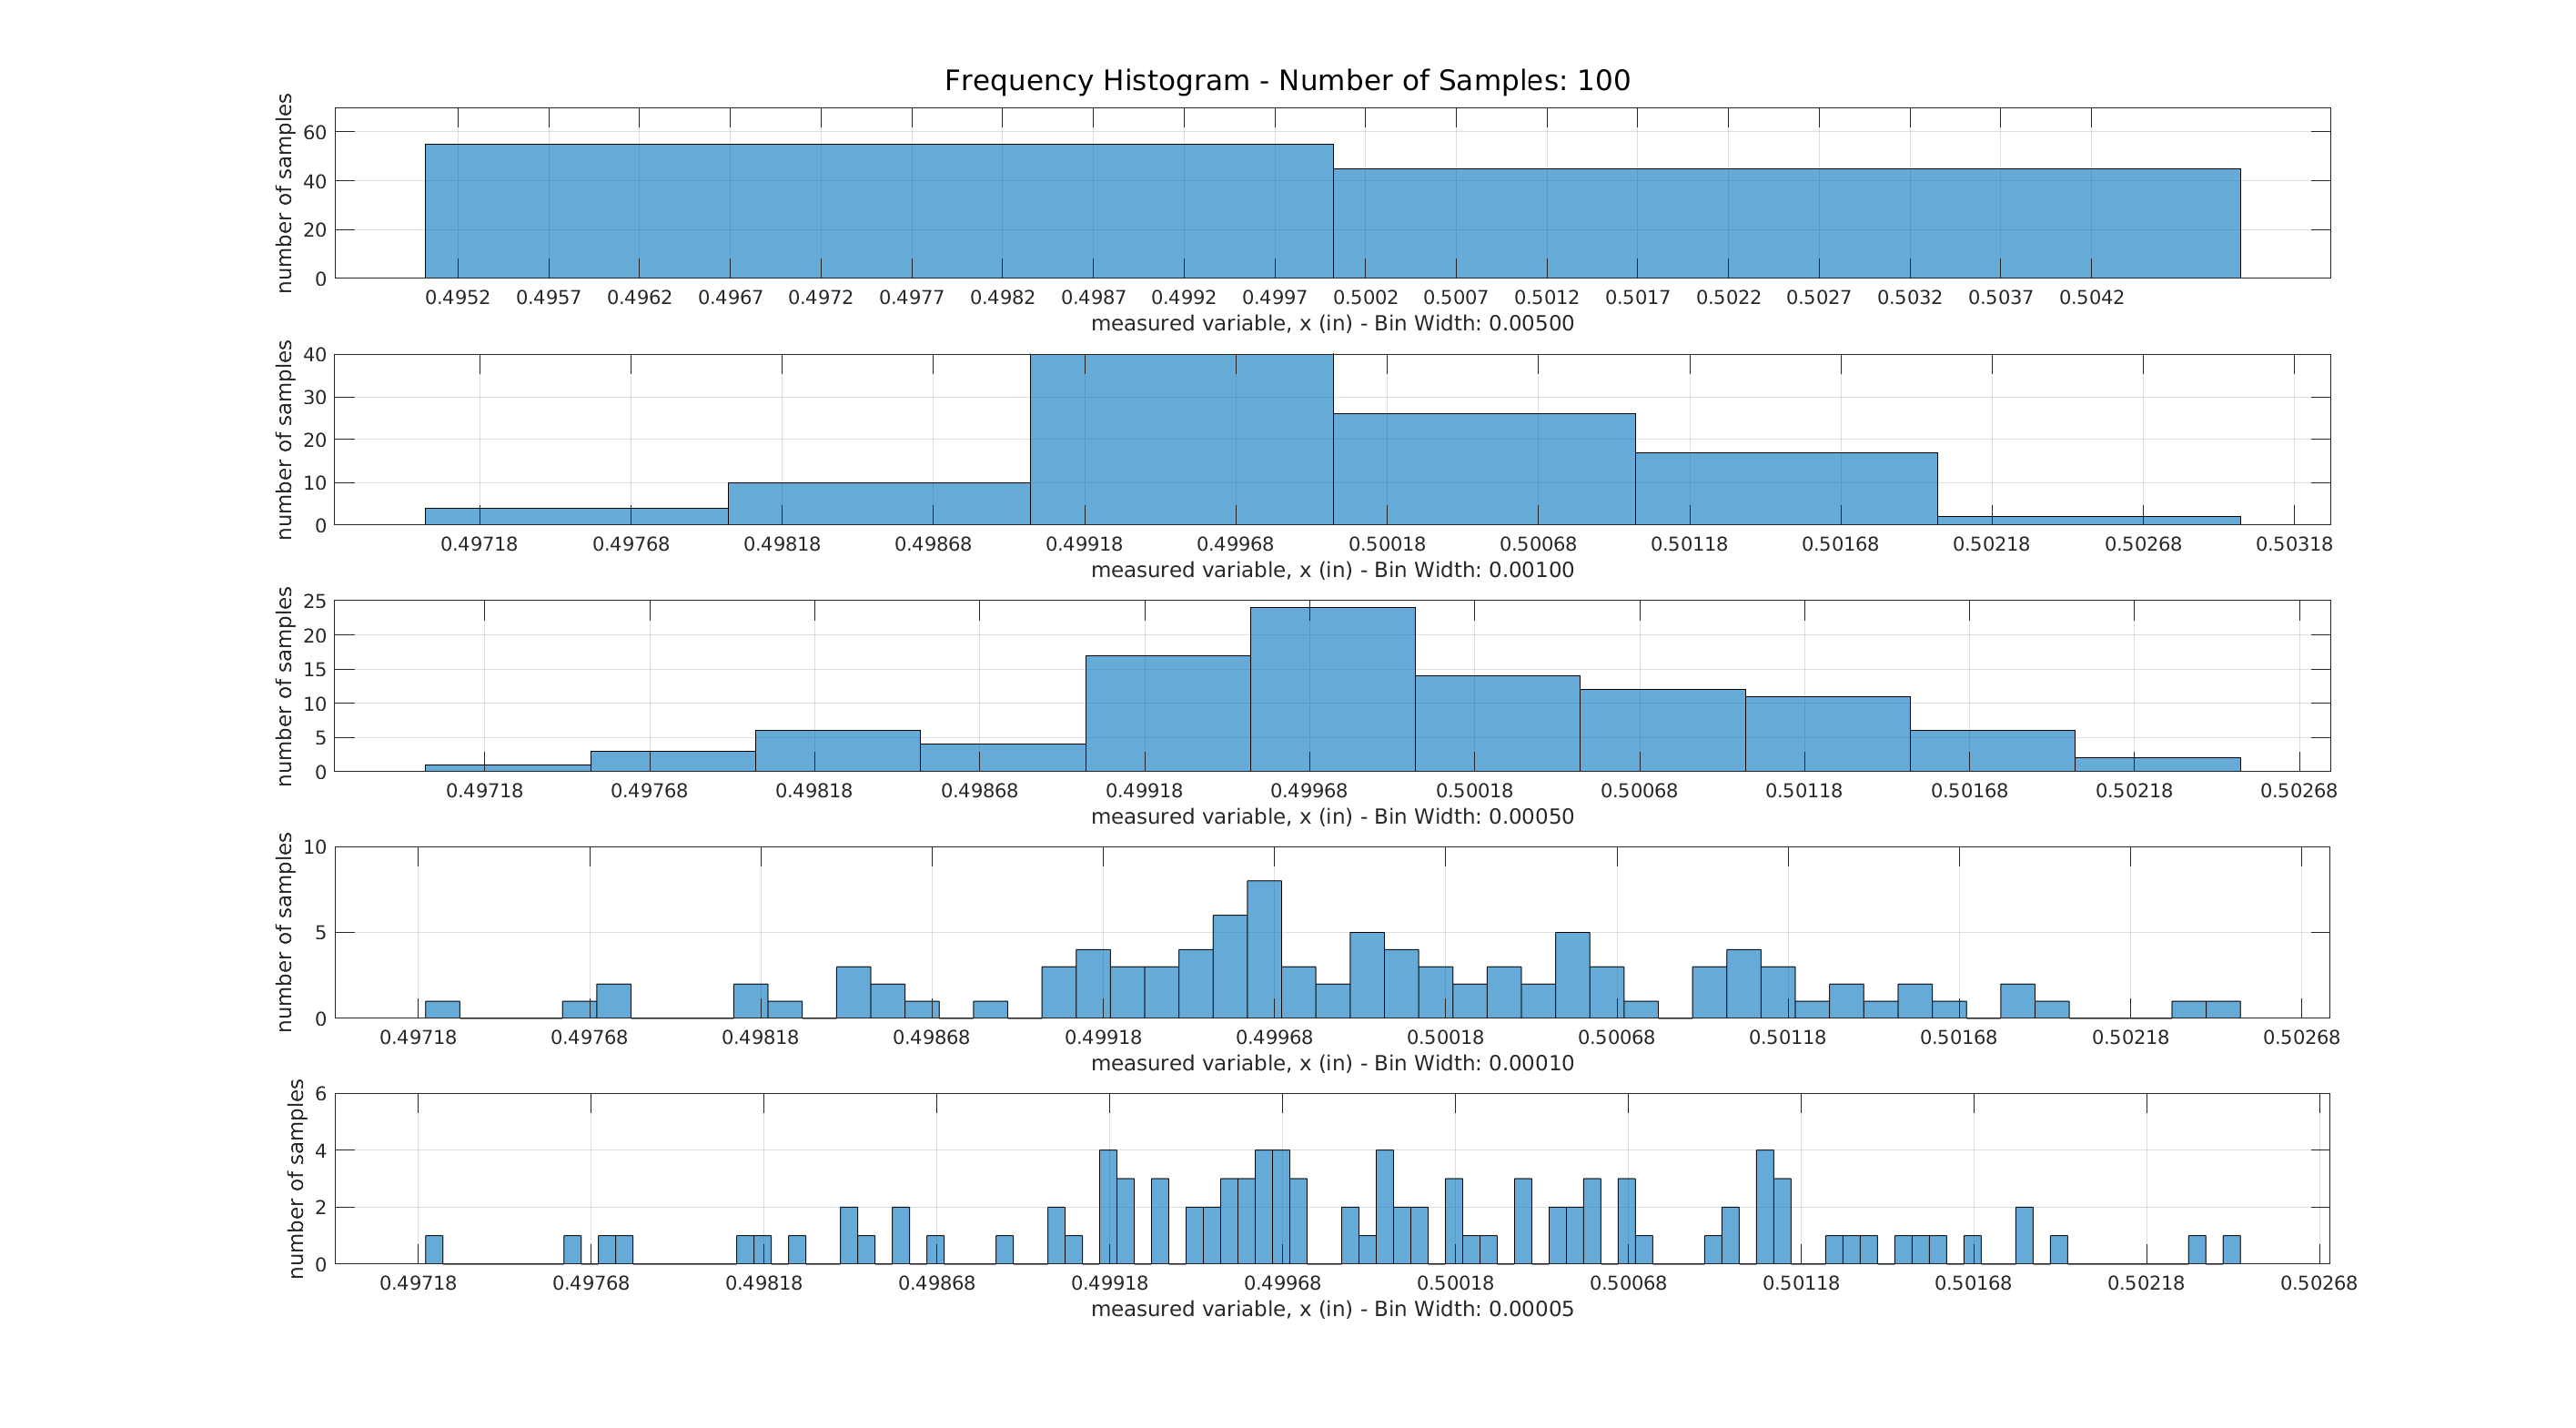 Frequency Histogram - Number of Samples: 100
number of samples
60
40
20
0
0.4952 0.4957 0.4962 0.4967 0.4972 0.4977 0.4982 0.4987 0.4992 0.4997 0.5002 0.5007 0.5012 0.5017 0.5022 0.5027 0.5032 0.5037 0.5042
measured variable, x (in) - Bin Width: 0.00500
number of samples
40
30
20
10
0
0.49718 0.49768 0.49818 0.49868 0.49918 0.49968 0.50018 0.50068 0.50118 0.50168 0.50218 0.50268 0.50318
measured variable, x (in) - Bin Width: 0.00100
number of samples
25
20
15
10
5
0
0.49718 0.49768 0.49818 0.49868 0.49918 0.49968 0.50018 0.50068 0.50118 0.50168 0.50218 0.50268
measured variable, x (in) - Bin Width: 0.00050
number of samples
10
5
0
0.49718 0.49768 0.49818 0.49868 0.49918 0.49968 0.50018 0.50068 0.50118 0.50168 0.50218 0.50268
measured variable, x (in) - Bin Width: 0.00010
number of samples
6
4
2
0
0.49718 0.49768 0.49818 0.49868 0.49918 0.49968 0.50018 0.50068 0.50118 0.50168 0.50218 0.50268
measured variable, x (in) - Bin Width: 0.00005